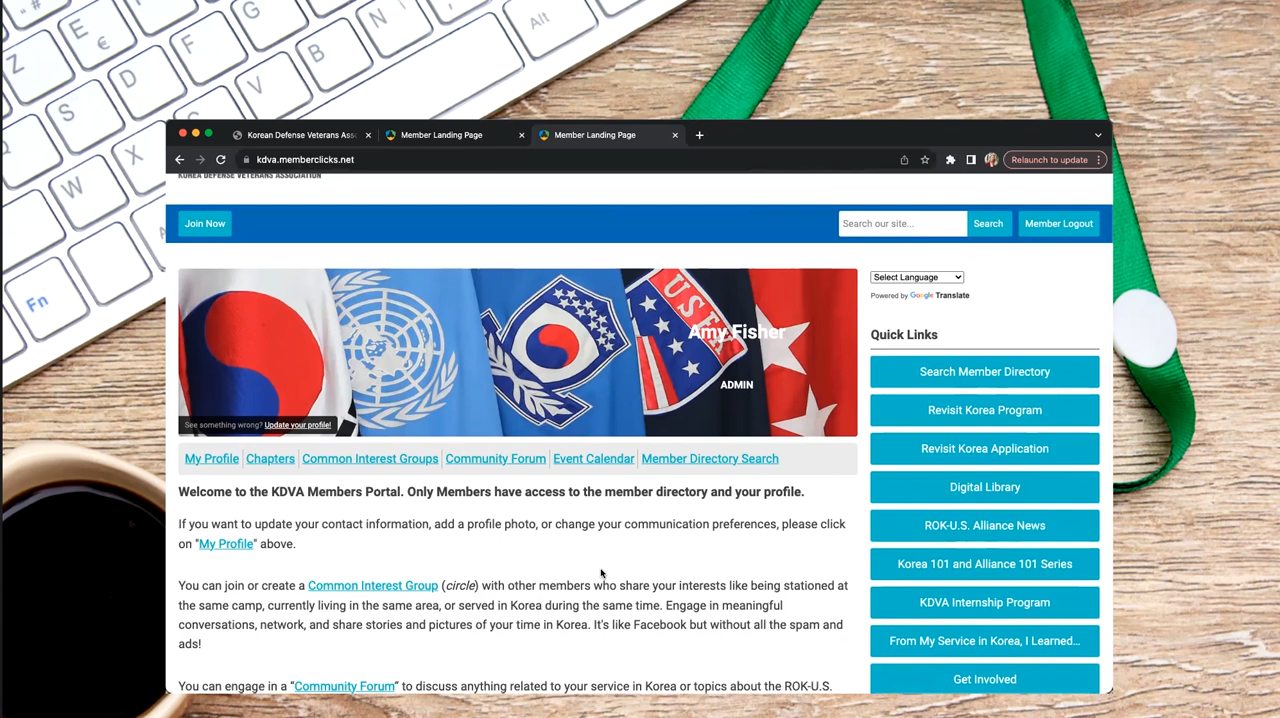 #
E
€
G
N
Alt
Z
F
B
D
V
S
Q
X
W
Fn
Korean Defense Veterans Ass
Member Landing Page
Member Landing Page
kdva.memberclicks.net
Relaunch to update
KOREA DEFENSE VETERANS ASSOCIATION
Join Now
Search our site...
Search
Member Logout
USFK
Amy Fisher
ADMIN
See something wrong? Update your profile!
Select Language
Powered by Google Translate
Quick Links
Search Member Directory
Revisit Korea Program
Revisit Korea Application
Digital Library
ROK-U.S. Alliance News
Korea 101 and Alliance 101 Series
KDVA Internship Program
From My Service in Korea, I Learned...
Get Involved
My Profile
Chapters
Common Interest Groups
Community Forum
Event Calendar
Member Directory Search
Welcome to the KDVA Members Portal. Only Members have access to the member directory and your profile.
If you want to update your contact information, add a profile photo, or change your communication preferences, please click
on "My Profile" above.
You can join or create a Common Interest Group (circle) with other members who share your interests like being stationed at
the same camp, currently living in the same area, or served in Korea during the same time. Engage in meaningful
conversations, network, and share stories and pictures of your time in Korea. It's like Facebook but without all the spam and
ads!
You can engage in a “Community Forum” to discuss anything related to your service in Korea or topics about the ROK-U.S.